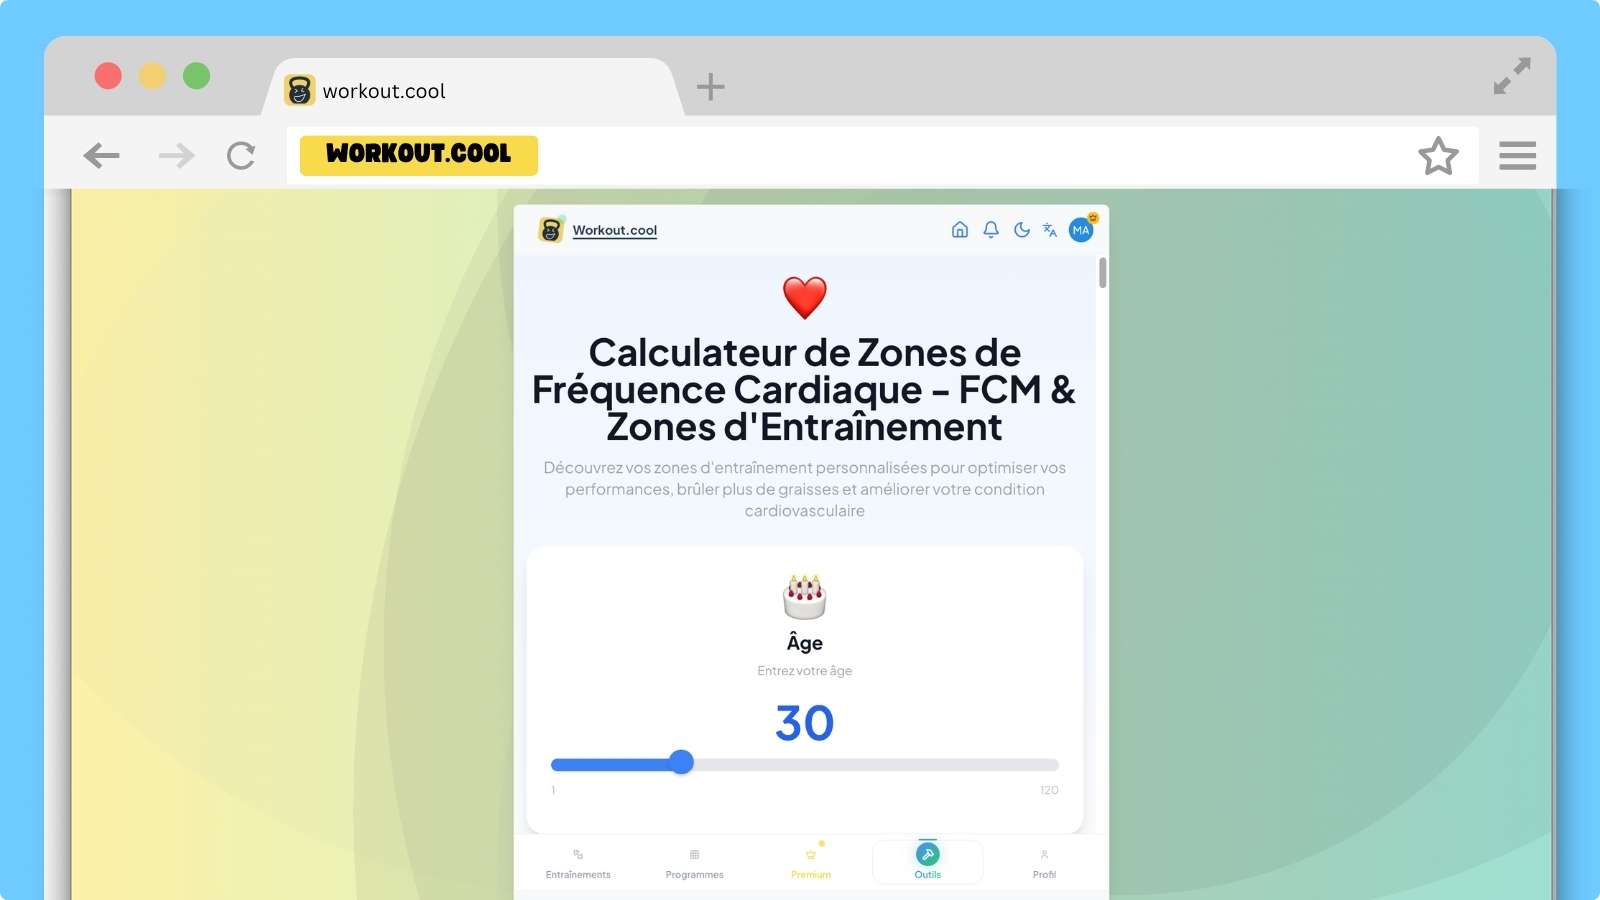 workout.cool
WORKOUT.COOL
Workout.cool
MA
Calculateur de Zones de
Fréquence Cardiaque - FCM &
Zones d'Entraînement
Découvrez vos zones d'entraînement personnalisées pour optimiser vos
performances, brûler plus de graisses et améliorer votre condition
cardiovasculaire
Âge
Entrez votre âge
30
1 120
Entraînements Programmes Premium Outils Profil